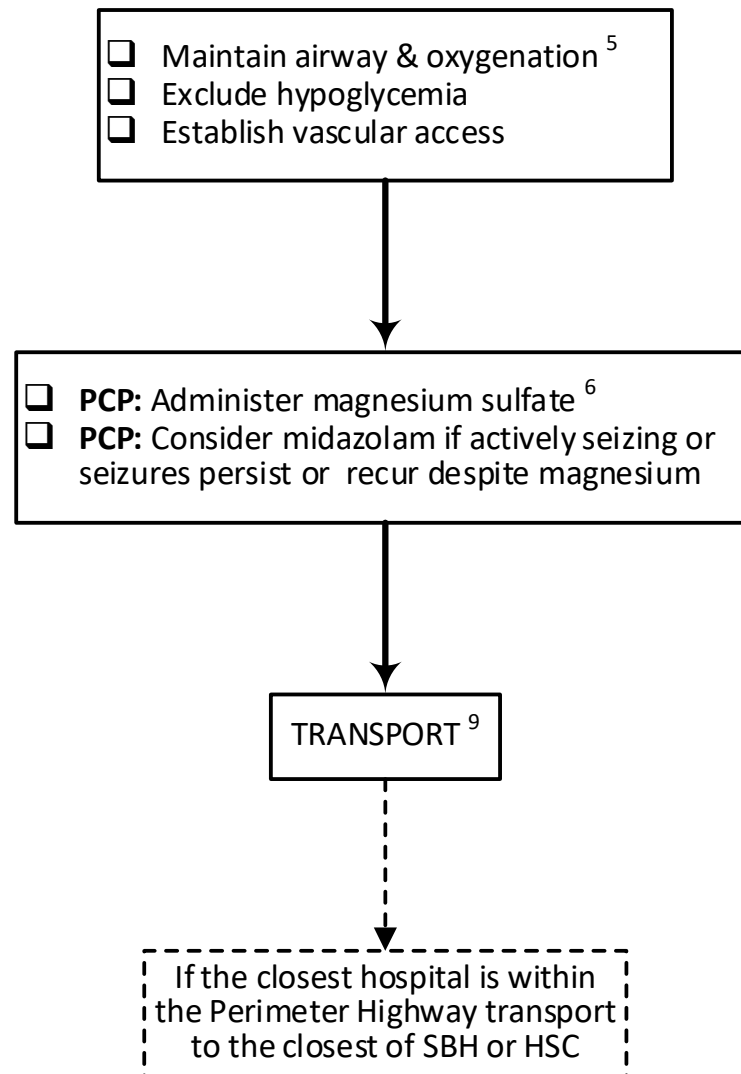 ❑ Maintain airway & oxygenation 5
❑ Exclude hypoglycemia
❑ Establish vascular access
❑ PCP: Administer magnesium sulfate 6
❑ PCP: Consider midazolam if actively seizing or
seizures persist or recur despite magnesium
TRANSPORT 9
If the closest hospital is within
the Perimeter Highway transport
to the closest of SBH or HSC